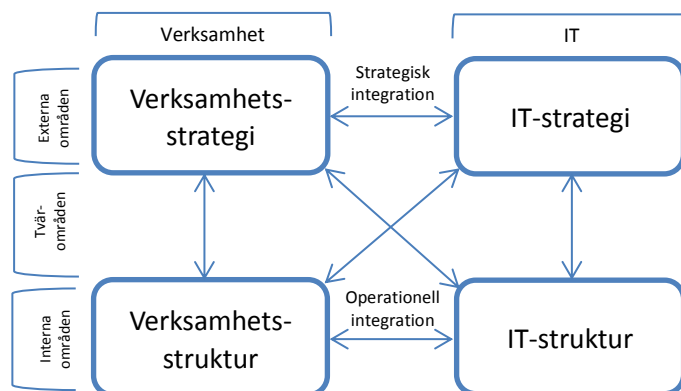 Verksamhet
IT
Externa
områden
Verksamhets-
strategi
Strategisk
integration
IT-strategi
Tvär-
områden
Interna
områden
Verksamhets-
struktur
Operationell
integration
IT-struktur